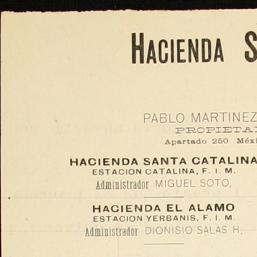 HACIENDA S
PABLO MARTINEZ
PROPIETA
Apartado 250 Méxi
HACIENDA SANTA CATALINA
ESTACION CATALINA, F. I. M.
Administrador MIGUEL SOTO,
HACIENDA EL ALAMO
ESTACION YERBANIS, F. I. M.
Administrador DIONISIO SALAS H,